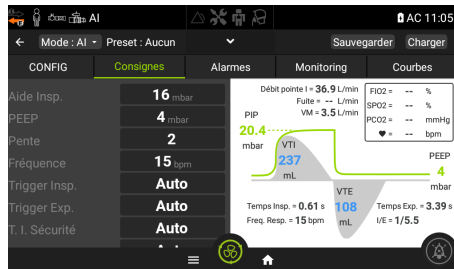 AI
AC 11:05
Mode : AI
Preset : Aucun
Sauvegarder
Charger
CONFIG
Consignes
Alarmes
Monitoring
Courbes
Aide Insp.
16 mbar
PEEP
4 mbar
Pente
2
Fréquence
15 bpm
Trigger Insp.
Auto
Trigger Exp.
Auto
T. I. Sécurité
Auto
Débit pointe I = 36.9 L/min
Fuite = -- L/min
VM = 3.5 L/min
FIO2 = -- %
SPO2 = -- %
PCO2 = -- mmHg
♥ = -- bpm
PIP
20.4
mbar
VTI
237
mL
PEEP
4
mbar
VTE
108
mL
Temps Insp. = 0.61 s
Freq. Resp. = 15 bpm
Temps Exp. = 3.39 s
I/E = 1/5.5